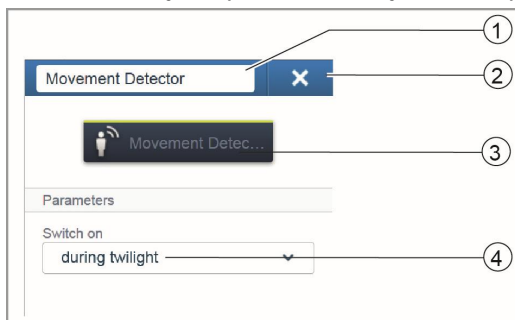 1
Movement Detector
2
Movement Detec...
3
Parameters
Switch on
during twilight
4